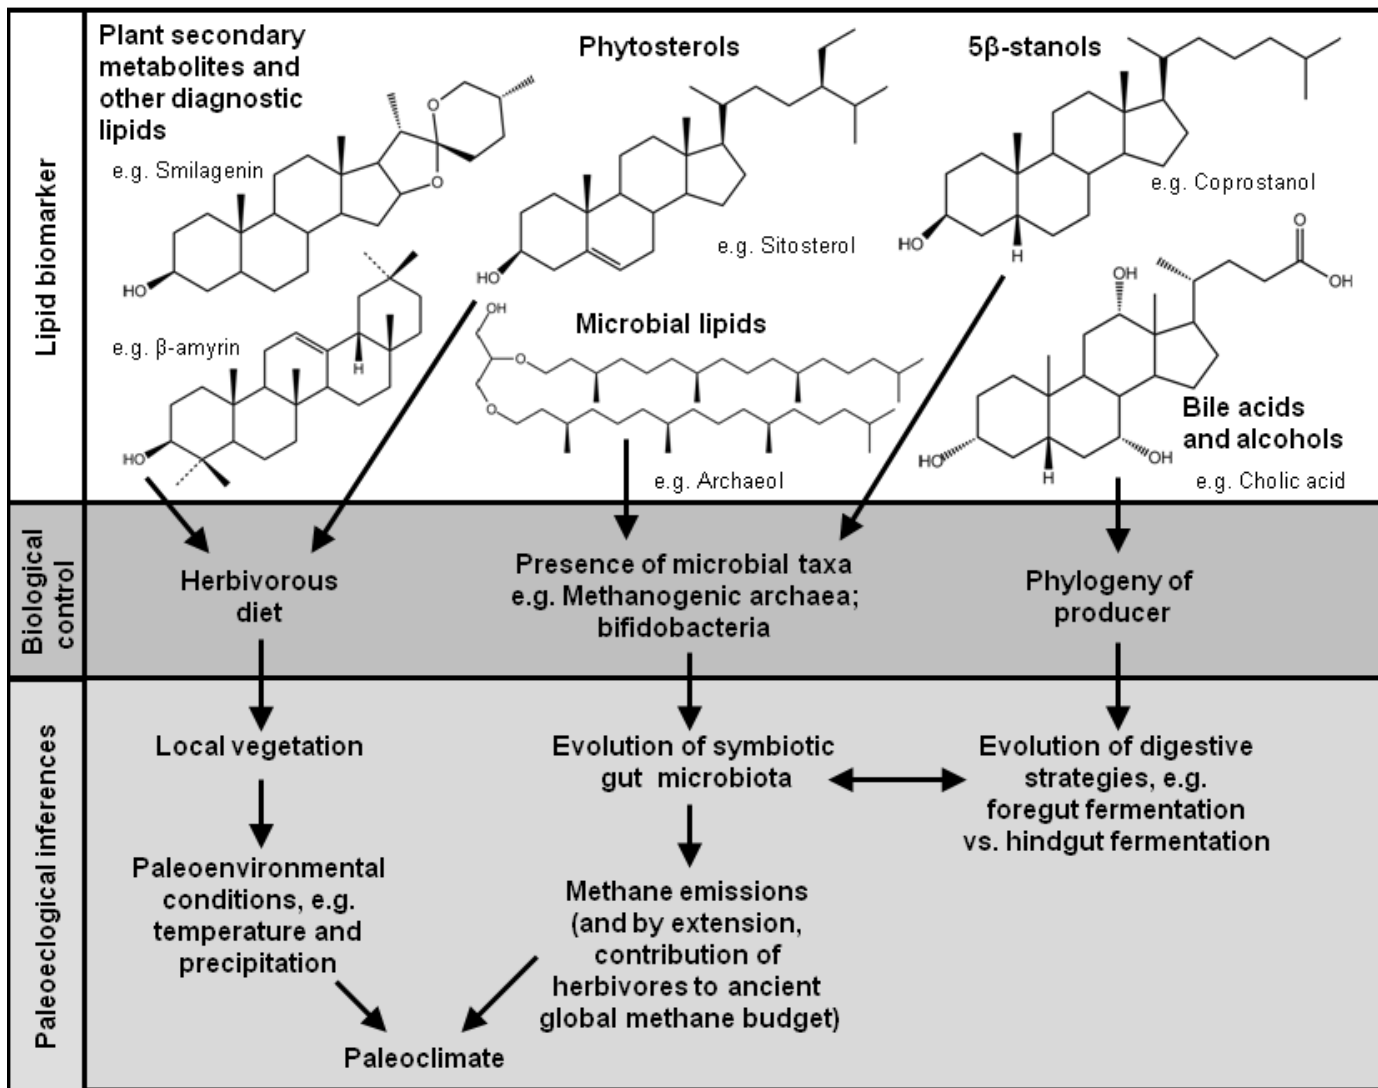 Lipid biomarker
Plant secondary
metabolites and
other diagnostic
lipids
e.g. Smilagenin
O
O
HO
e.g. β-amyrin
H
HO
Phytosterols
e.g. Sitosterol
HO
Microbial lipids
OH
O
O
e.g. Archaeol
5β-stanols
e.g. Coprostanol
HO
H
O
OH
OH
Bile acids
and alcohols
HO
OH
H
e.g. Cholic acid
Biological
control
Herbivorous
diet
Presence of microbial taxa
e.g. Methanogenic archaea;
bifidobacteria
Phylogeny of
producer
Paleoeclogical inferences
Local vegetation
Paleoenvironmental
conditions, e.g.
temperature and
precipitation
Evolution of symbiotic
gut microbiota
Methane emissions
(and by extension,
contribution of
herbivores to ancient
global methane budget)
Evolution of digestive
strategies, e.g.
foregut fermentation
vs. hindgut fermentation
Paleoclimate